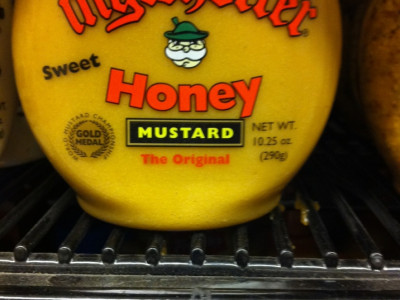 Sweet
Honey
MUSTARD
The Original
GOLD
MEDAL
NET WT.
10.25 oz.
(290g)